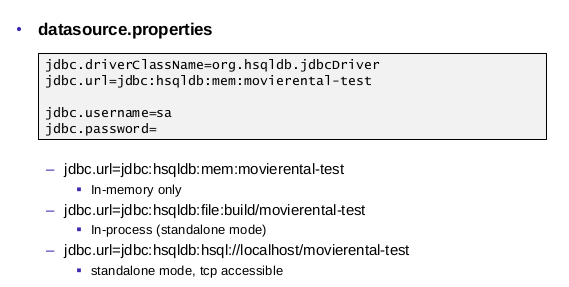 • datasource.properties
jdbc.driverClassName=org.hsqldb.jdbcDriver
jdbc.url=jdbc:hsqldb:mem:movierental-test
jdbc.username=sa
jdbc.password=
– jdbc.url=jdbc:hsqldb:mem:movierental-test
▪ In-memory only
– jdbc.url=jdbc:hsqldb:file:build/movierental-test
▪ In-process (standalone mode)
– jdbc.url=jdbc:hsqldb:hsql://localhost/movierental-test
▪ standalone mode, tcp accessible